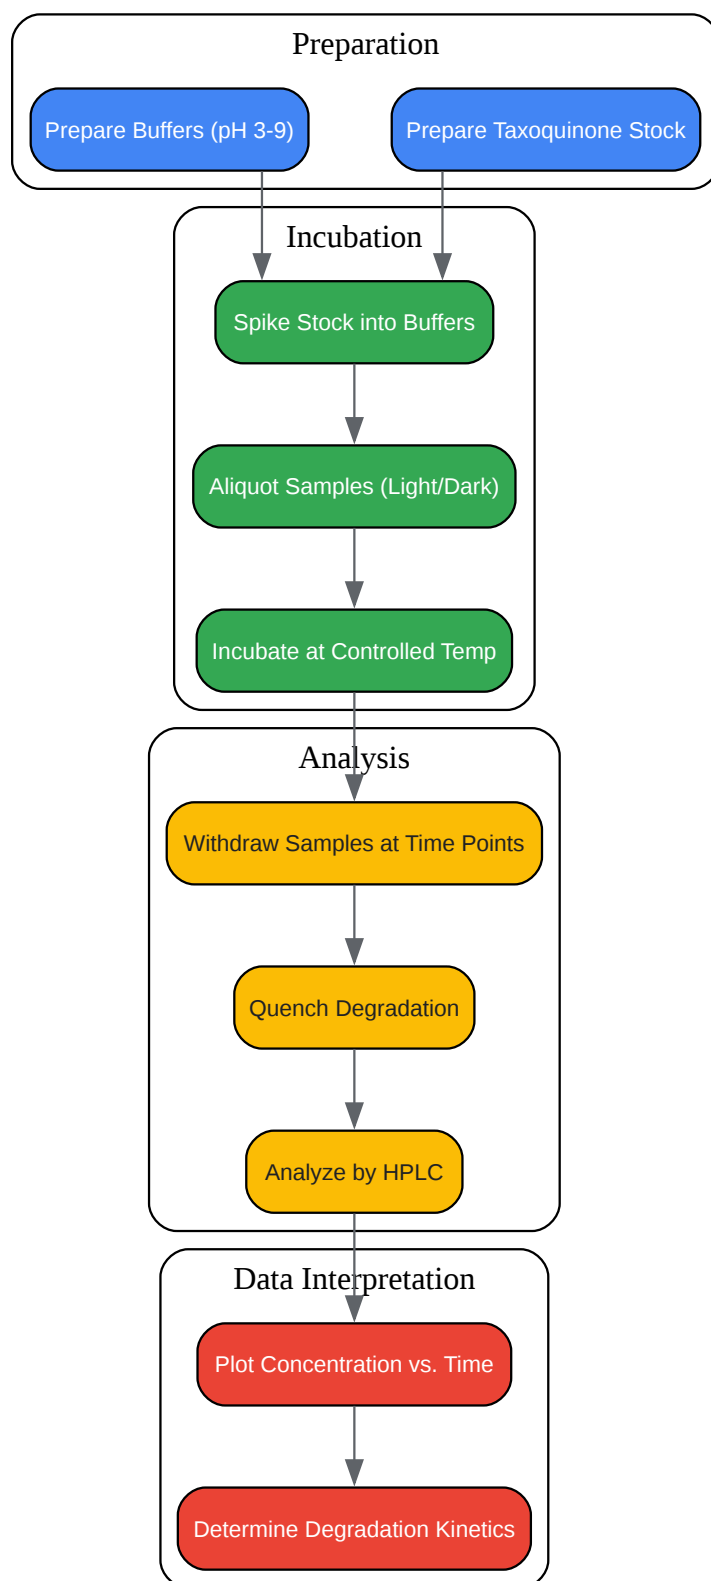 Preparation
Prepare Buffers (pH 3-9)
Prepare Taxoquinone Stock
Incubation
Spike Stock into Buffers
Aliquot Samples (Light/Dark)
Incubate at Controlled Temp
Analysis
Withdraw Samples at Time Points
Quench Degradation
Analyze by HPLC
Data Interpretation
Plot Concentration vs. Time
Determine Degradation Kinetics